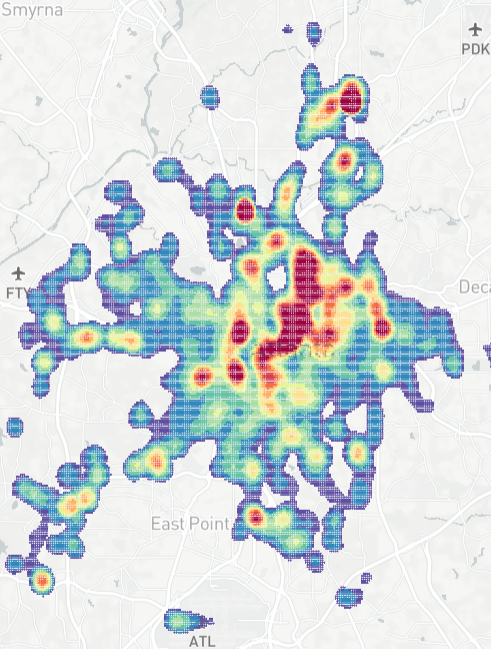 Smyrna
PDK
FTY
Deca
East Point
ATL